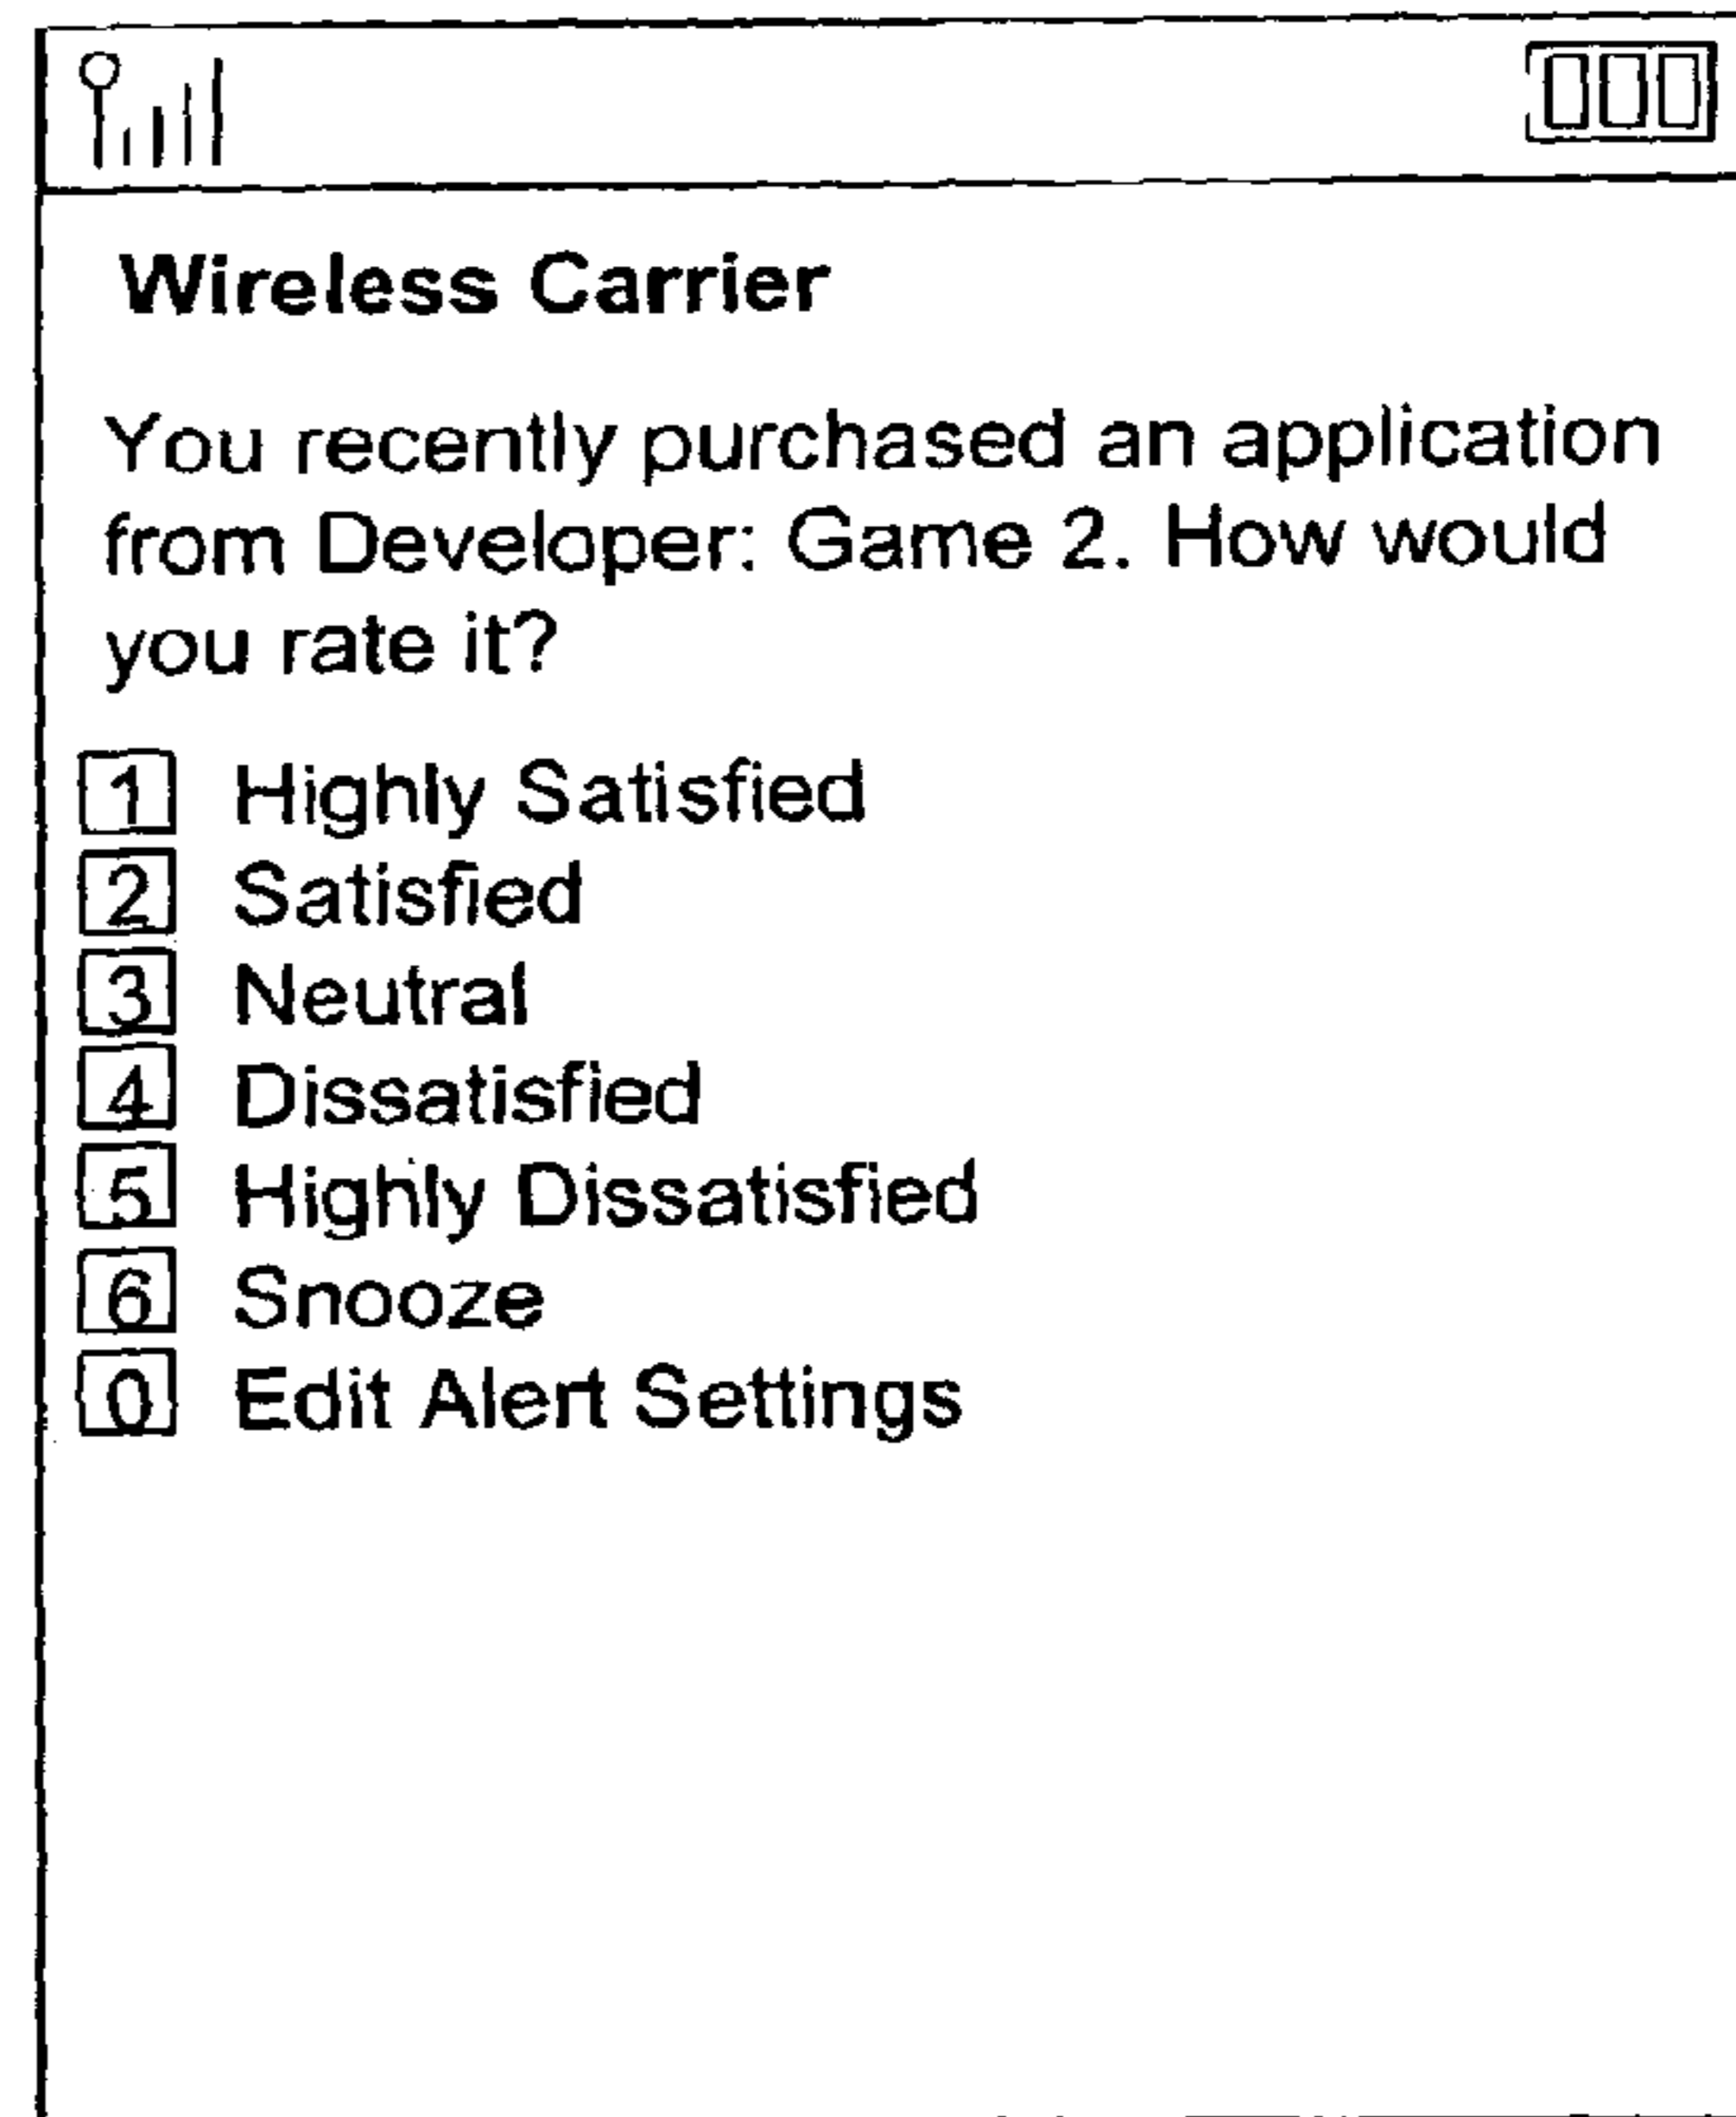 Wireless Carrier
You recently purchased an application
from Developer: Game 2. How would
you rate it?
1 Highly Satisfied
2 Satisfied
3 Neutral
4 Dissatisfied
5 Highly Dissatisfied
6 Snooze
0 Edit Alert Settings